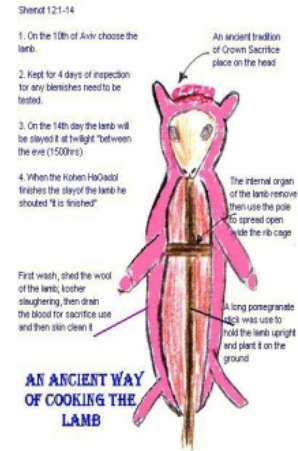 Shemot 12:1-14
1. On the 10th of Aviv choose the
lamb.
2. Kept for 4 days of inspection
for any blemishes need to be
tested.
3. On the 14th day the lamb will
be slayed it at twilight "between
the eve (1500hrs)
4. When the Kohen HaGadol
finishes the slayof the lamb he
shouted "it is finished"
An ancient tradition
of Crown Sacrifice
place on the head
The internal organ
of the lamb remove
then use the pole
to spread open
wide the rib cage
First wash, shed the wool
of the lamb; kosher
slaughering, then drain
the blood for sacrifice use
and then skin clean it
A long pomegranate
stick was use to
hold the lamb upright
and plant it on the
ground
AN ANCIENT WAY
OF COOKING THE
LAMB